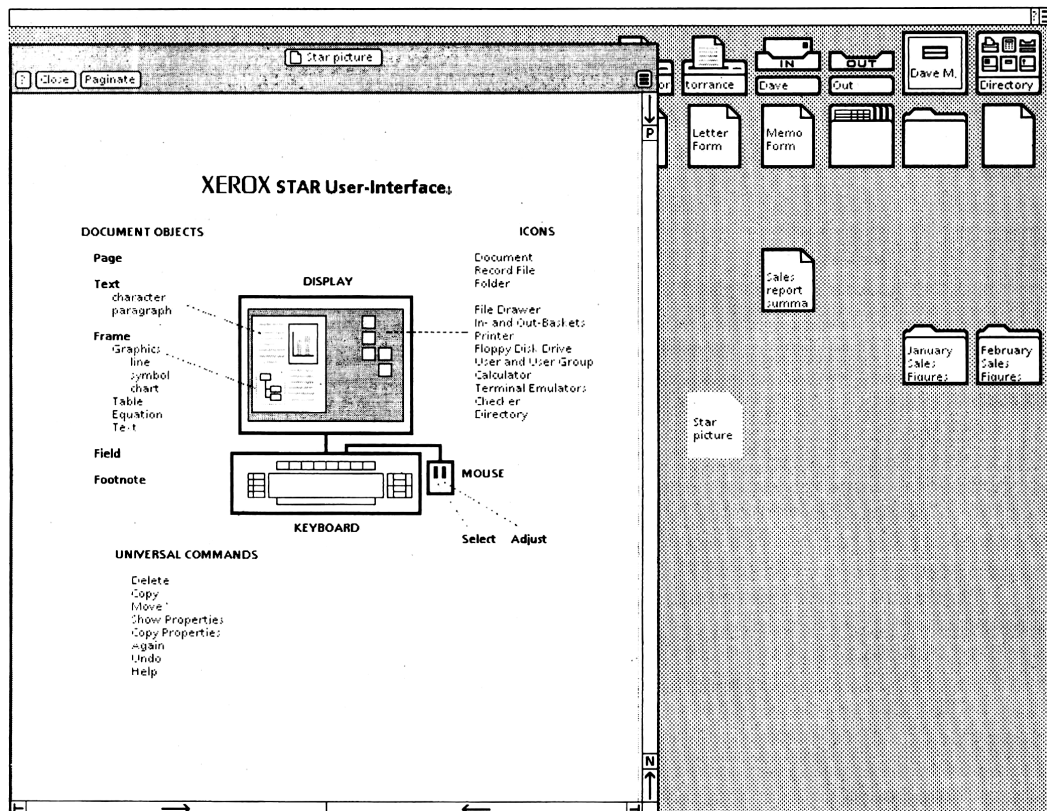 ?
Star picture
? Close Paginate
or
torrance
IN
Dave
OUT
Out
Dave M.
Directory
P
Letter
Form
Memo
Form
XEROX STAR User-Interface
DOCUMENT OBJECTS
Page
Text
character
paragraph
Frame
Graphics
line
symbol
chart
Table
Equation
Text
Field
Footnote
DISPLAY
KEYBOARD
MOUSE
Select Adjust
ICONS
Document
Record File
Folder
File Drawer
In- and Out-Baskets
Printer
Floppy Disk Drive
User and User Group
Calculator
Terminal Emulators
Checker
Directory
UNIVERSAL COMMANDS
Delete
Copy
Move
Show Properties
Copy Properties
Again
Undo
Help
N
Sales
report
summa
January
Sales
Figures
February
Sales
Figures
Star
picture